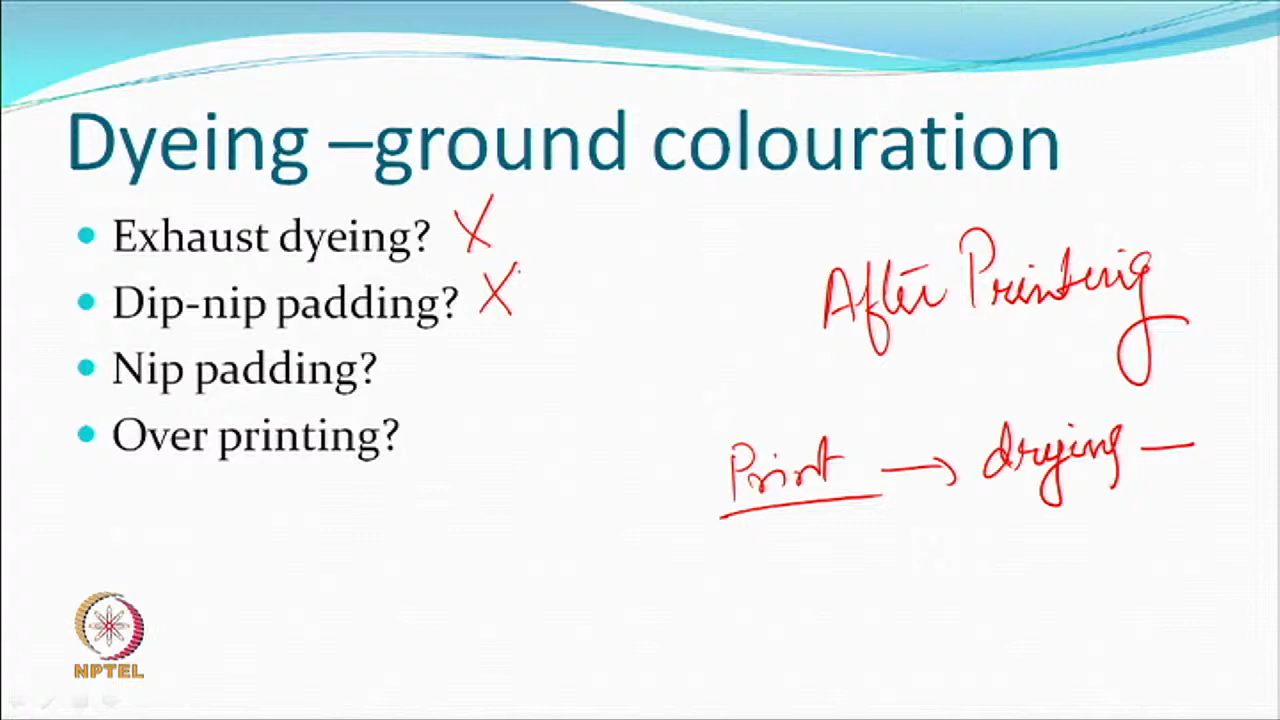 Dyeing –ground colouration
• Exhaust dyeing? X
• Dip-nip padding? X
• Nip padding?
• Over printing?
After Printing
Print → drying —
NPTEL